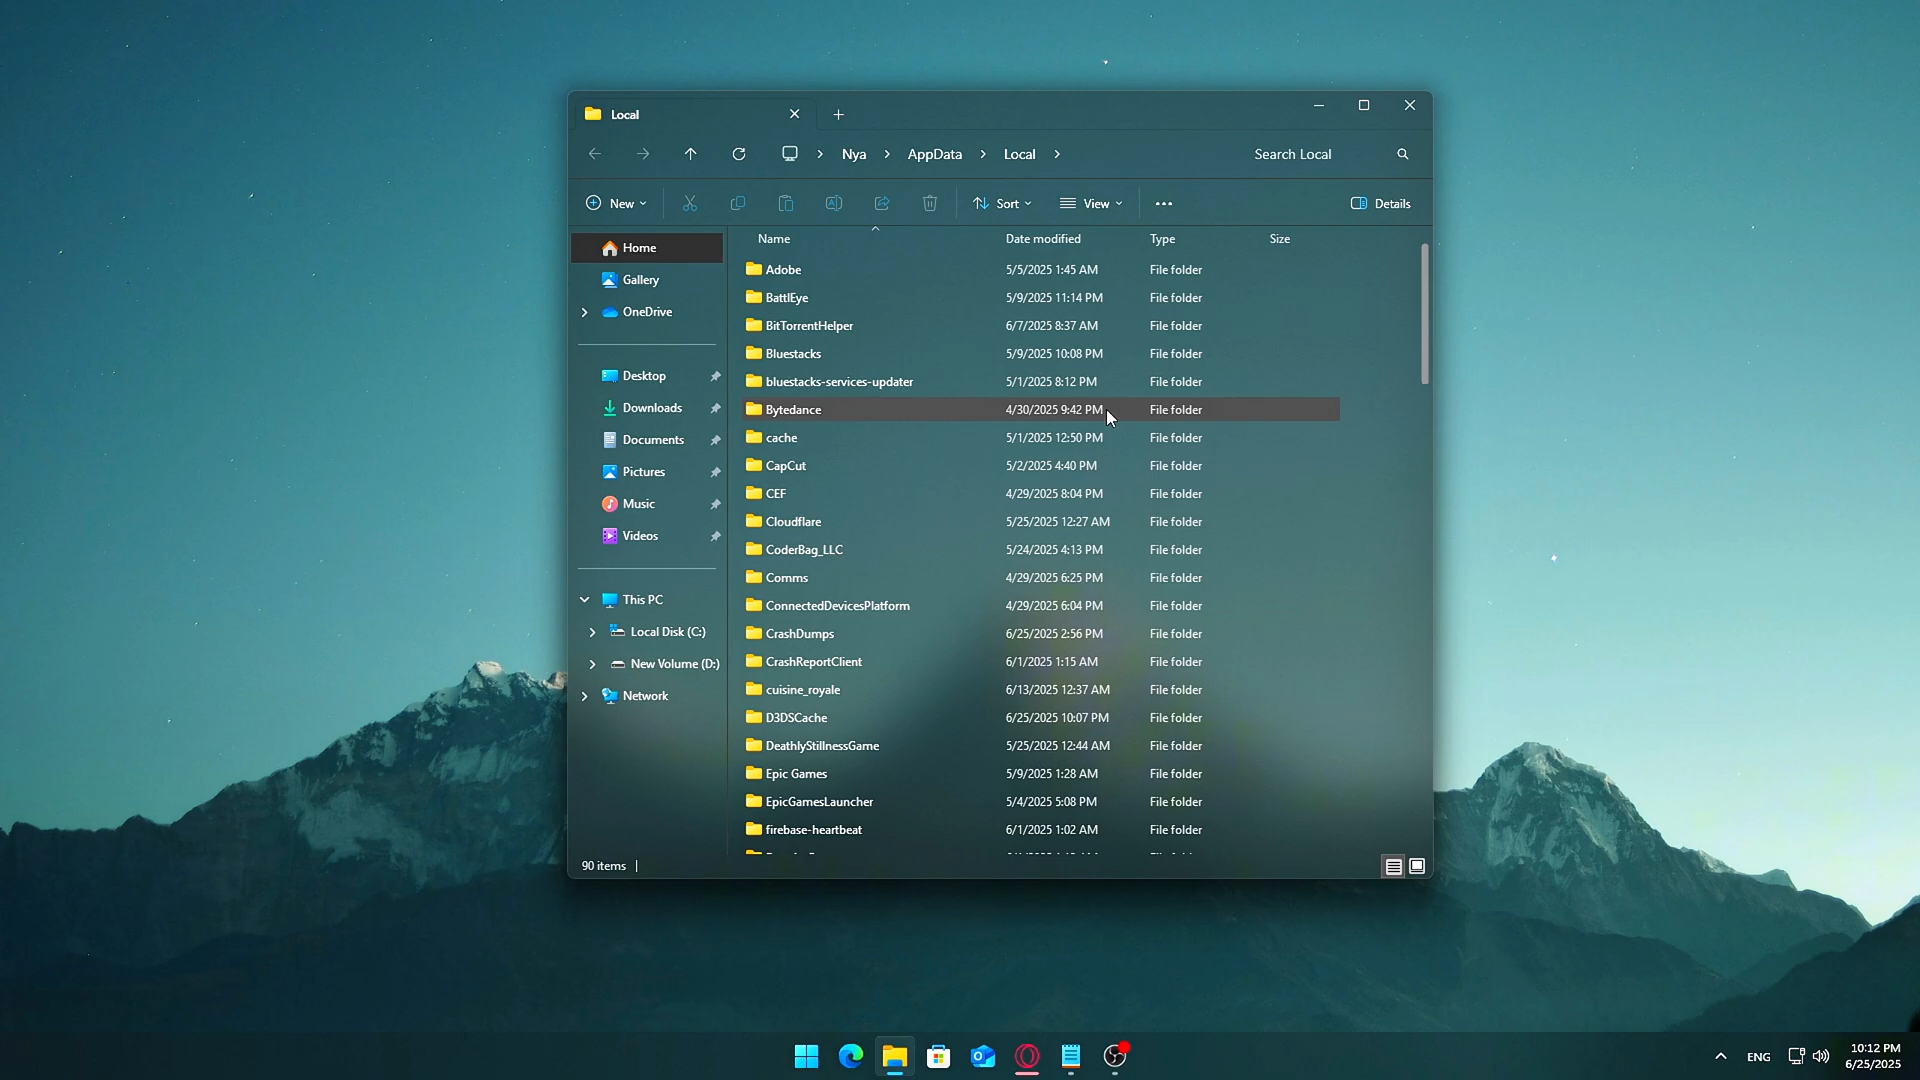 Local
Nya
AppData
Local
Search Local
New
Sort
View
Details
Name Date modified Type Size
Home
Gallery
OneDrive
Desktop
Downloads
Documents
Pictures
Music
Videos
This PC
Local Disk (C:)
New Volume (D:)
Network
Adobe 5/5/2025 1:45 AM File folder
BattlEye 5/9/2025 11:14 PM File folder
BitTorrentHelper 6/7/2025 8:37 AM File folder
Bluestacks 5/9/2025 10:08 PM File folder
bluestacks-services-updater 5/1/2025 8:12 PM File folder
Bytedance 4/30/2025 9:42 PM File folder
cache 5/1/2025 12:50 PM File folder
CapCut 5/2/2025 4:40 PM File folder
CEF 4/29/2025 8:04 PM File folder
Cloudflare 5/25/2025 12:27 AM File folder
CoderBag_LLC 5/24/2025 4:13 PM File folder
Comms 4/29/2025 6:25 PM File folder
ConnectedDevicesPlatform 4/29/2025 6:04 PM File folder
CrashDumps 6/25/2025 2:56 PM File folder
CrashReportClient 6/1/2025 1:15 AM File folder
cuisine_royale 6/13/2025 12:37 AM File folder
D3DSCache 6/25/2025 10:07 PM File folder
DeathlyStillnessGame 5/25/2025 12:44 AM File folder
Epic Games 5/9/2025 1:28 AM File folder
EpicGamesLauncher 5/4/2025 5:08 PM File folder
firebase-heartbeat 6/1/2025 1:02 AM File folder
90 items
ENG
10:12 PM
6/25/2025